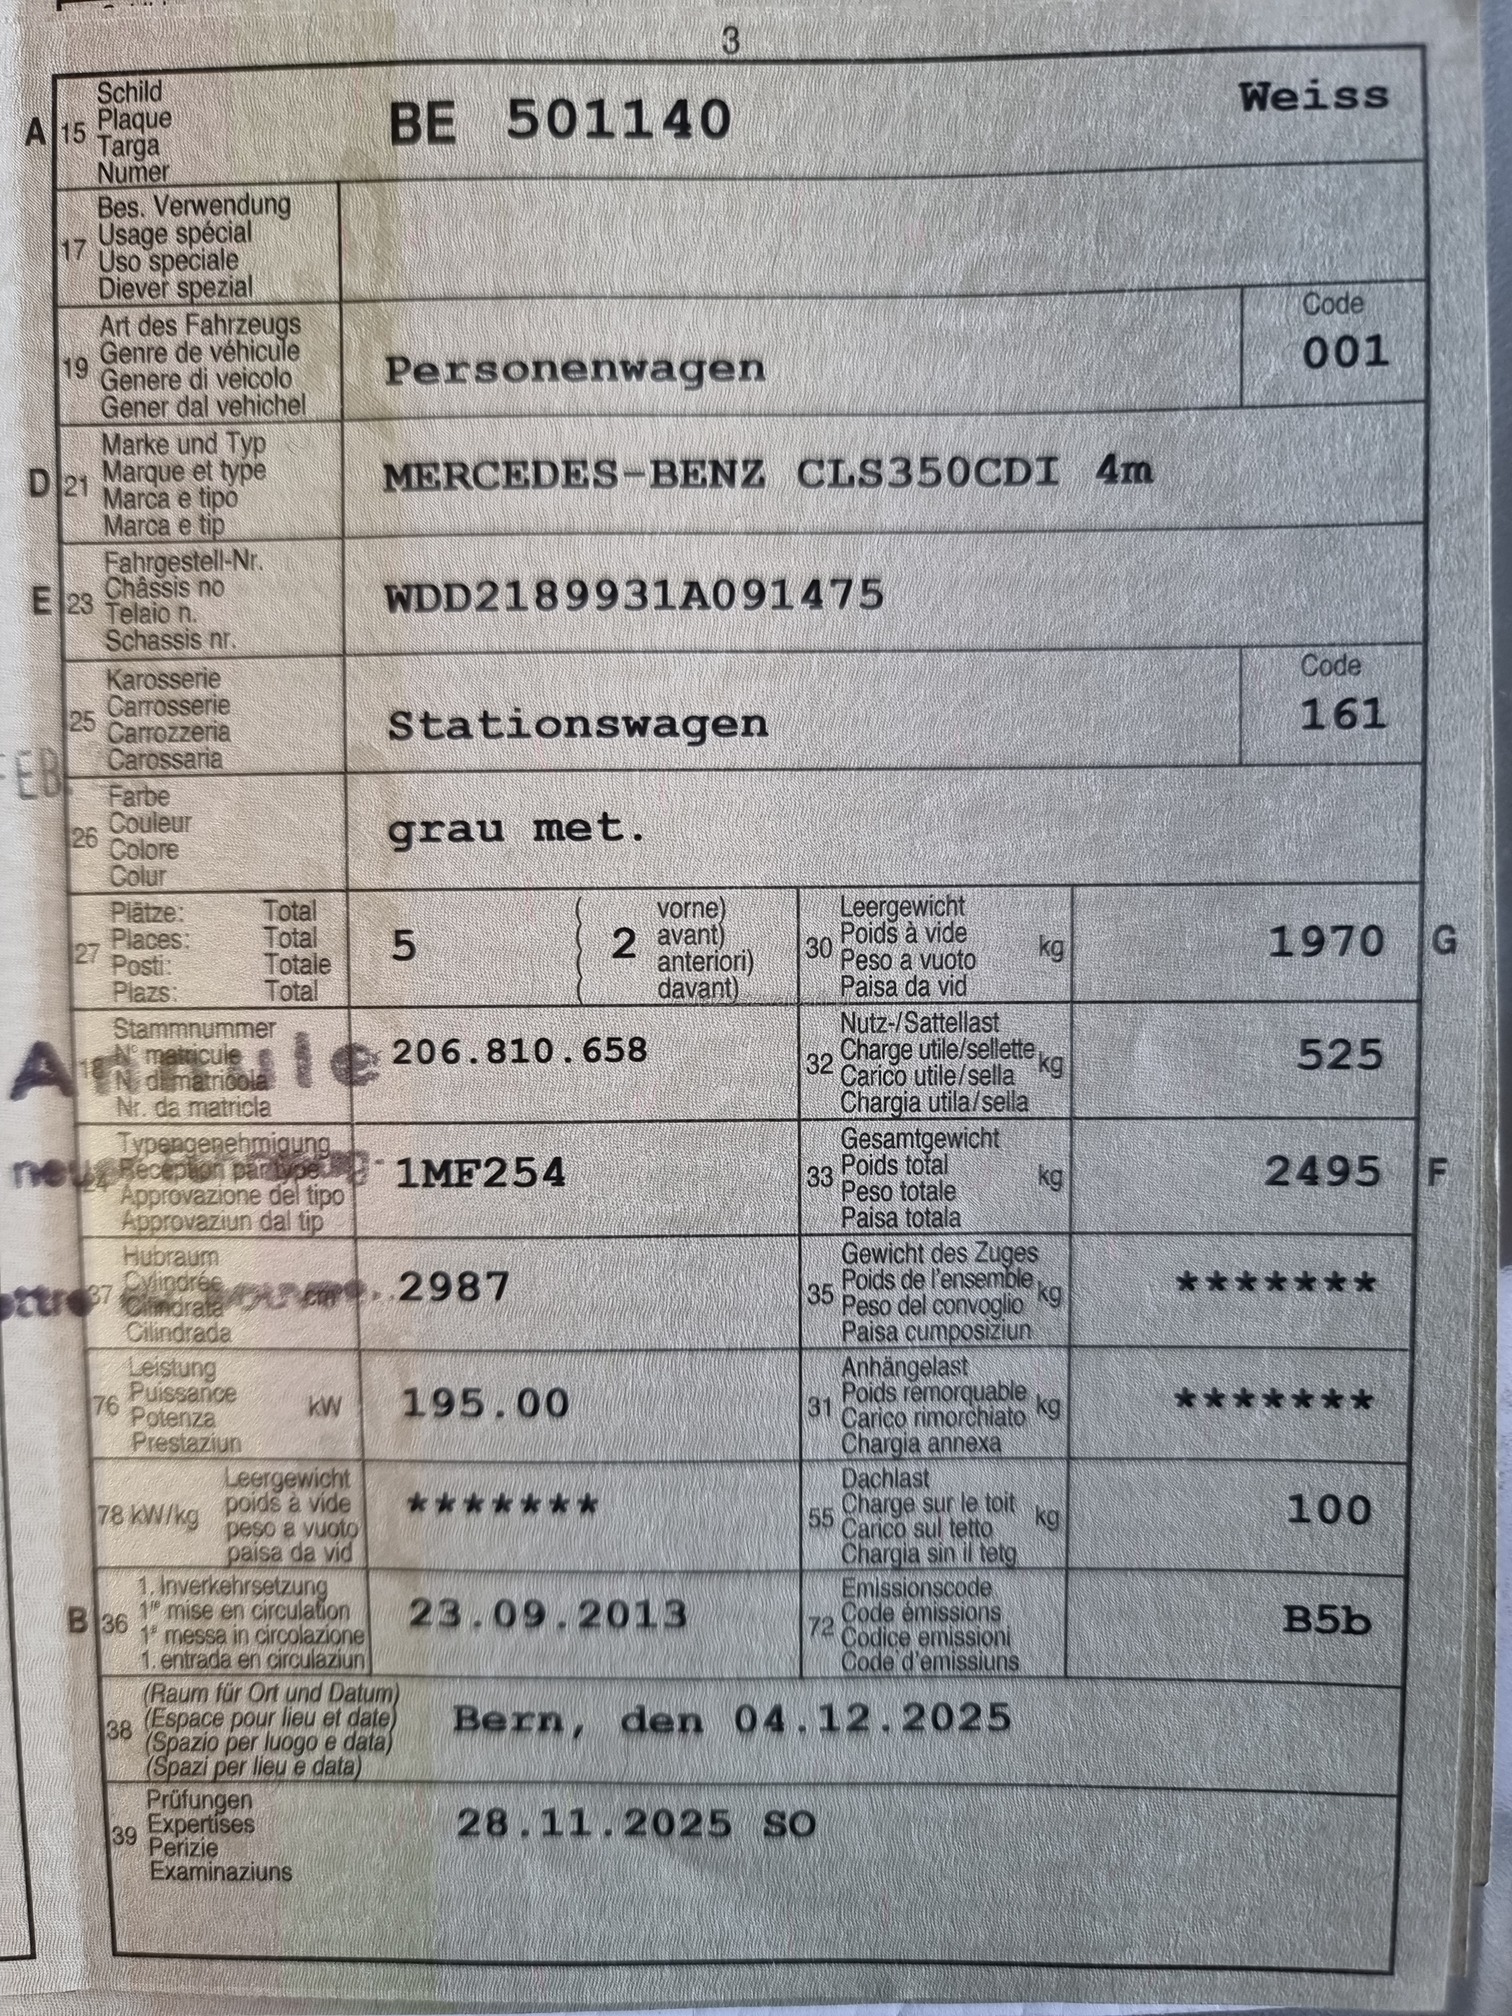 3
A 15 Schild
Plaque
Targa
Numer
BE 501140
Weiss
17 Bes. Verwendung
Usage spécial
Uso speciale
Diever spezial
19 Art des Fahrzeugs
Genre de véhicule
Genere di veicolo
Gener dal vehichel
Personenwagen
Code
001
D 21 Marke und Typ
Marque et type
Marca e tipo
Marca e tip
MERCEDES-BENZ CLS350CDI 4m
E 23 Fahrgestell-Nr.
Châssis no
Telaio n.
Schassis nr.
WDD2189931A091475
25 Karosserie
Carrosserie
Carrozzeria
Carossaria
Stationswagen
Code
161
26 Farbe
Couleur
Colore
Colur
grau met.
27 Plätze: Total
Places: Total
Posti: Totale
Plazs: Total
5 ( 2 vorne)
avant)
anteriori)
davant)
30 Leergewicht
Poids à vide
Peso a vuoto
Paisa da vid
kg
1970 G
18 Stammnummer
N° matricule
N. di matricola
Nr. da matricla
206.810.658
32 Nutz-/Sattellast
Charge utile/sellette
Carico utile/sella
Chargia utila/sella
kg
525
24 Typengenehmigung
Réception par type
Approvazione del tipo
Approvaziun dal tip
1MF254
33 Gesamtgewicht
Poids total
Peso totale
Paisa totala
kg
2495 F
37 Hubraum
Cylindrée
Cilindrata
Cilindrada
cm³
2987
35 Gewicht des Zuges
Poids de l'ensemble
Peso del convoglio
Paisa cumposiziun
kg
*******
76 Leistung
Puissance
Potenza
Prestaziun
kW
195.00
31 Anhängelast
Poids remorquable
Carico rimorchiato
Chargia annexa
kg
*******
78 kW/kg Leergewicht
poids à vide
peso a vuoto
paisa da vid
*******
55 Dachlast
Charge sur le toit
Carico sul tetto
Chargia sin il tetg
kg
100
B 36 1. Inverkehrsetzung
1re mise en circulation
1a messa in circolazione
1. entrada en circulaziun
23.09.2013
72 Emissionscode
Code émissions
Codice emissioni
Code d'emissiuns
B5b
38 (Raum für Ort und Datum)
(Espace pour lieu et date)
(Spazio per luogo e data)
(Spazi per lieu e data)
Bern, den 04.12.2025
39 Prüfungen
Expertises
Perizie
Examinaziuns
28.11.2025 SO